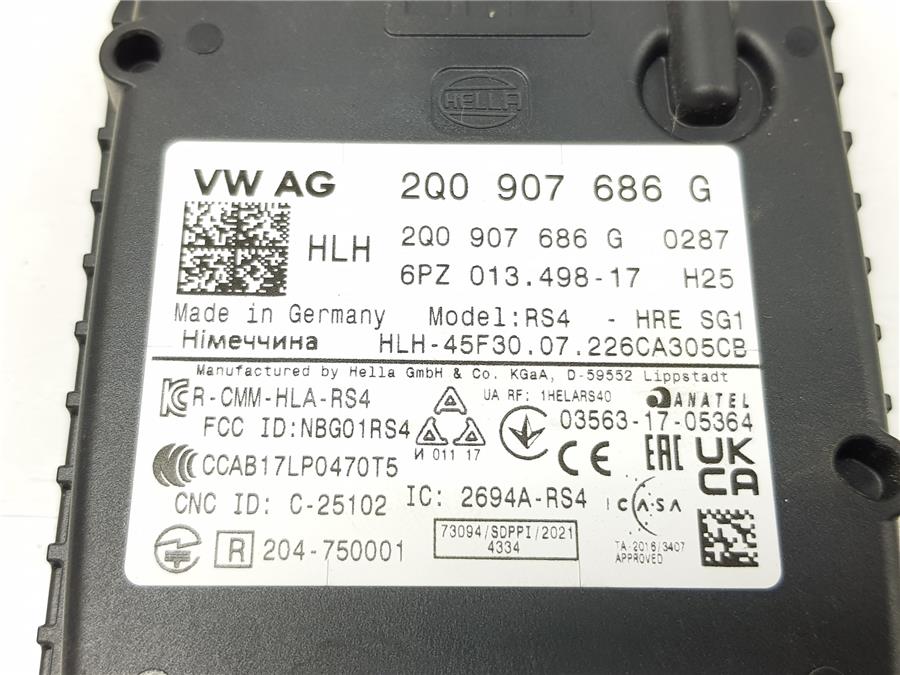 HELLA
VW AG 2Q0 907 686 G
HLH 2Q0 907 686 G 0287
6PZ 013.498-17 H25
Made in Germany Model:RS4 - HRE SG1
Німеччина HLH-45F30.07.226CA305CB
Manufactured by Hella GmbH & Co. KGaA, D-59552 Lippstadt
R-CMM-HLA-RS4 UA RF: 1HELARS40 ANATEL
FCC ID:NBG01RS4 03563-17-05364
И 011 17
CCAB17LP0470T5 CE EAC UKCA
CNC ID: C-25102 IC: 2694A-RS4 ICASA
R 204-750001 73094/SDPPI/2021
4334
TA-2016/3407
APPROVED